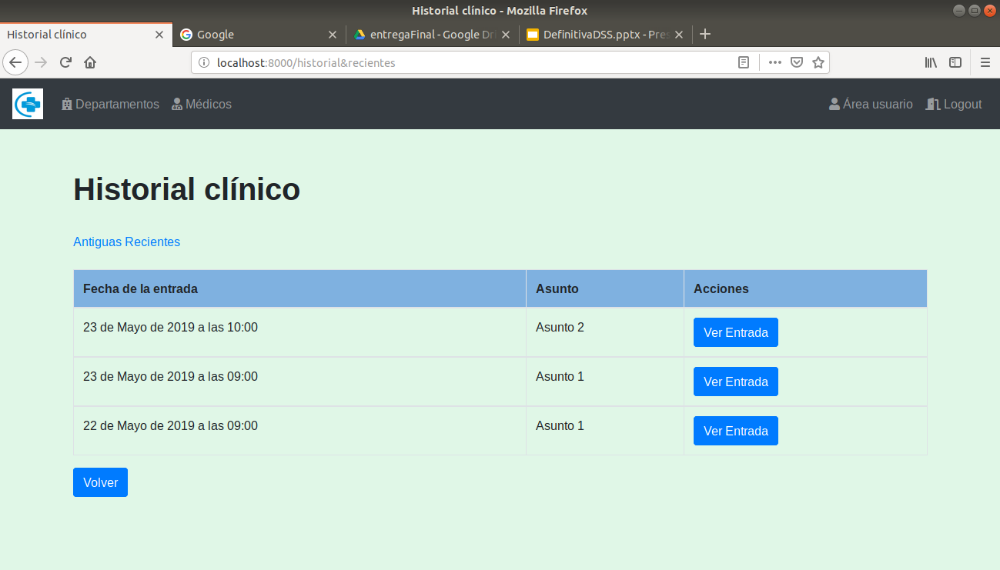 Historial clínico - Mozilla Firefox
Historial clínico
Google
entregaFinal - Google Dri
DefinitivaDSS.pptx - Pres
localhost:8000/historial&recientes
Departamentos
Médicos
Área usuario
Logout
Historial clínico
Antiguas Recientes
Fecha de la entrada Asunto Acciones
23 de Mayo de 2019 a las 10:00 Asunto 2 Ver Entrada
23 de Mayo de 2019 a las 09:00 Asunto 1 Ver Entrada
22 de Mayo de 2019 a las 09:00 Asunto 1 Ver Entrada
Volver